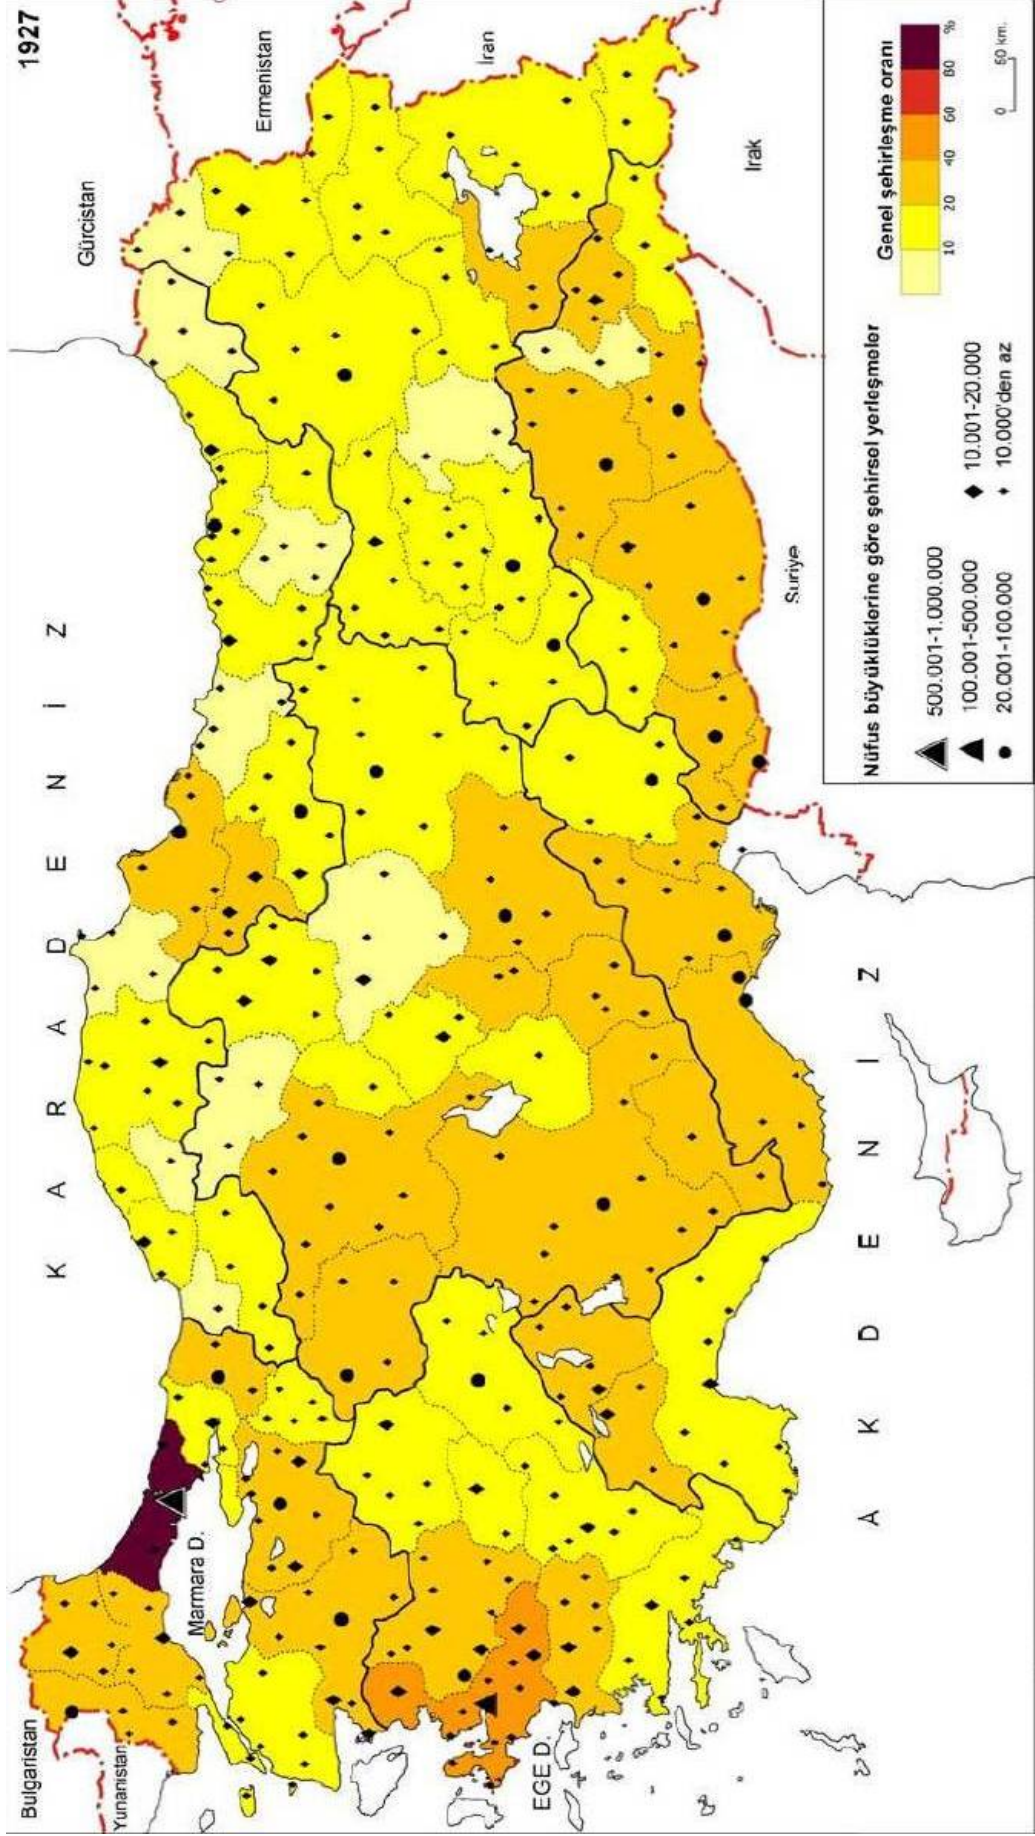 1927
Bulgaristan
Yunanistan
Gürcistan
Ermenistan
İran
Irak
Suriye
K A R A D E N İ Z
Marmara D.
EGE D.
A K D E N I Z
Nüfus büyüklüklerine göre şehirsel yerleşmeler
500.001-1.000.000
100.001-500.000
20.001-100.000
10.001-20.000
10.000'den az
Genel şehirleşme oranı
10 20 40 60 80 %
0 50 km.